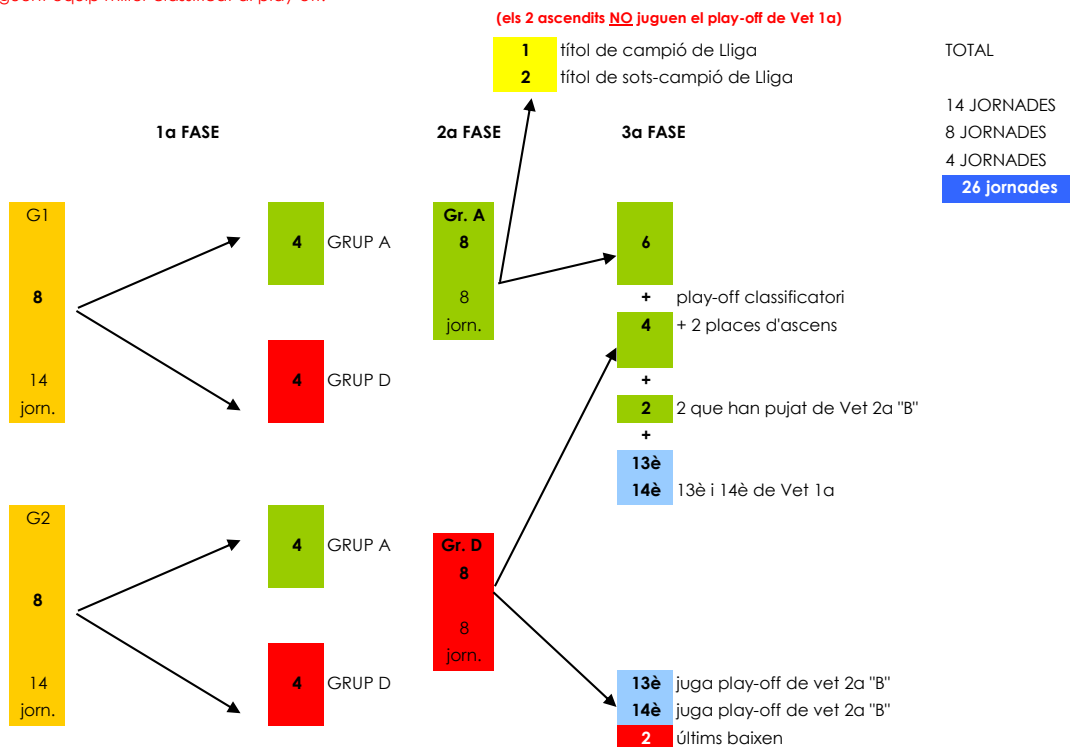 (els 2 ascendits NO juguen el play-off de Vet 1a)
1 títol de campió de Lliga TOTAL
2 títol de sots-campió de Lliga
14 JORNADES
1a FASE 2a FASE 3a FASE 8 JORNADES
4 JORNADES
26 jornades
G1 Gr. A
4 GRUP A 8 6
8 8 + play-off classificatori
jorn. 4 + 2 places d'ascens
14 4 GRUP D +
jorn. 2 2 que han pujat de Vet 2a "B"
+
13è
14è 13è i 14è de Vet 1a
G2
4 GRUP A Gr. D
8
8
8
jorn.
14 4 GRUP D 13è juga play-off de vet 2a "B"
jorn. 14è juga play-off de vet 2a "B"
2 últims baixen